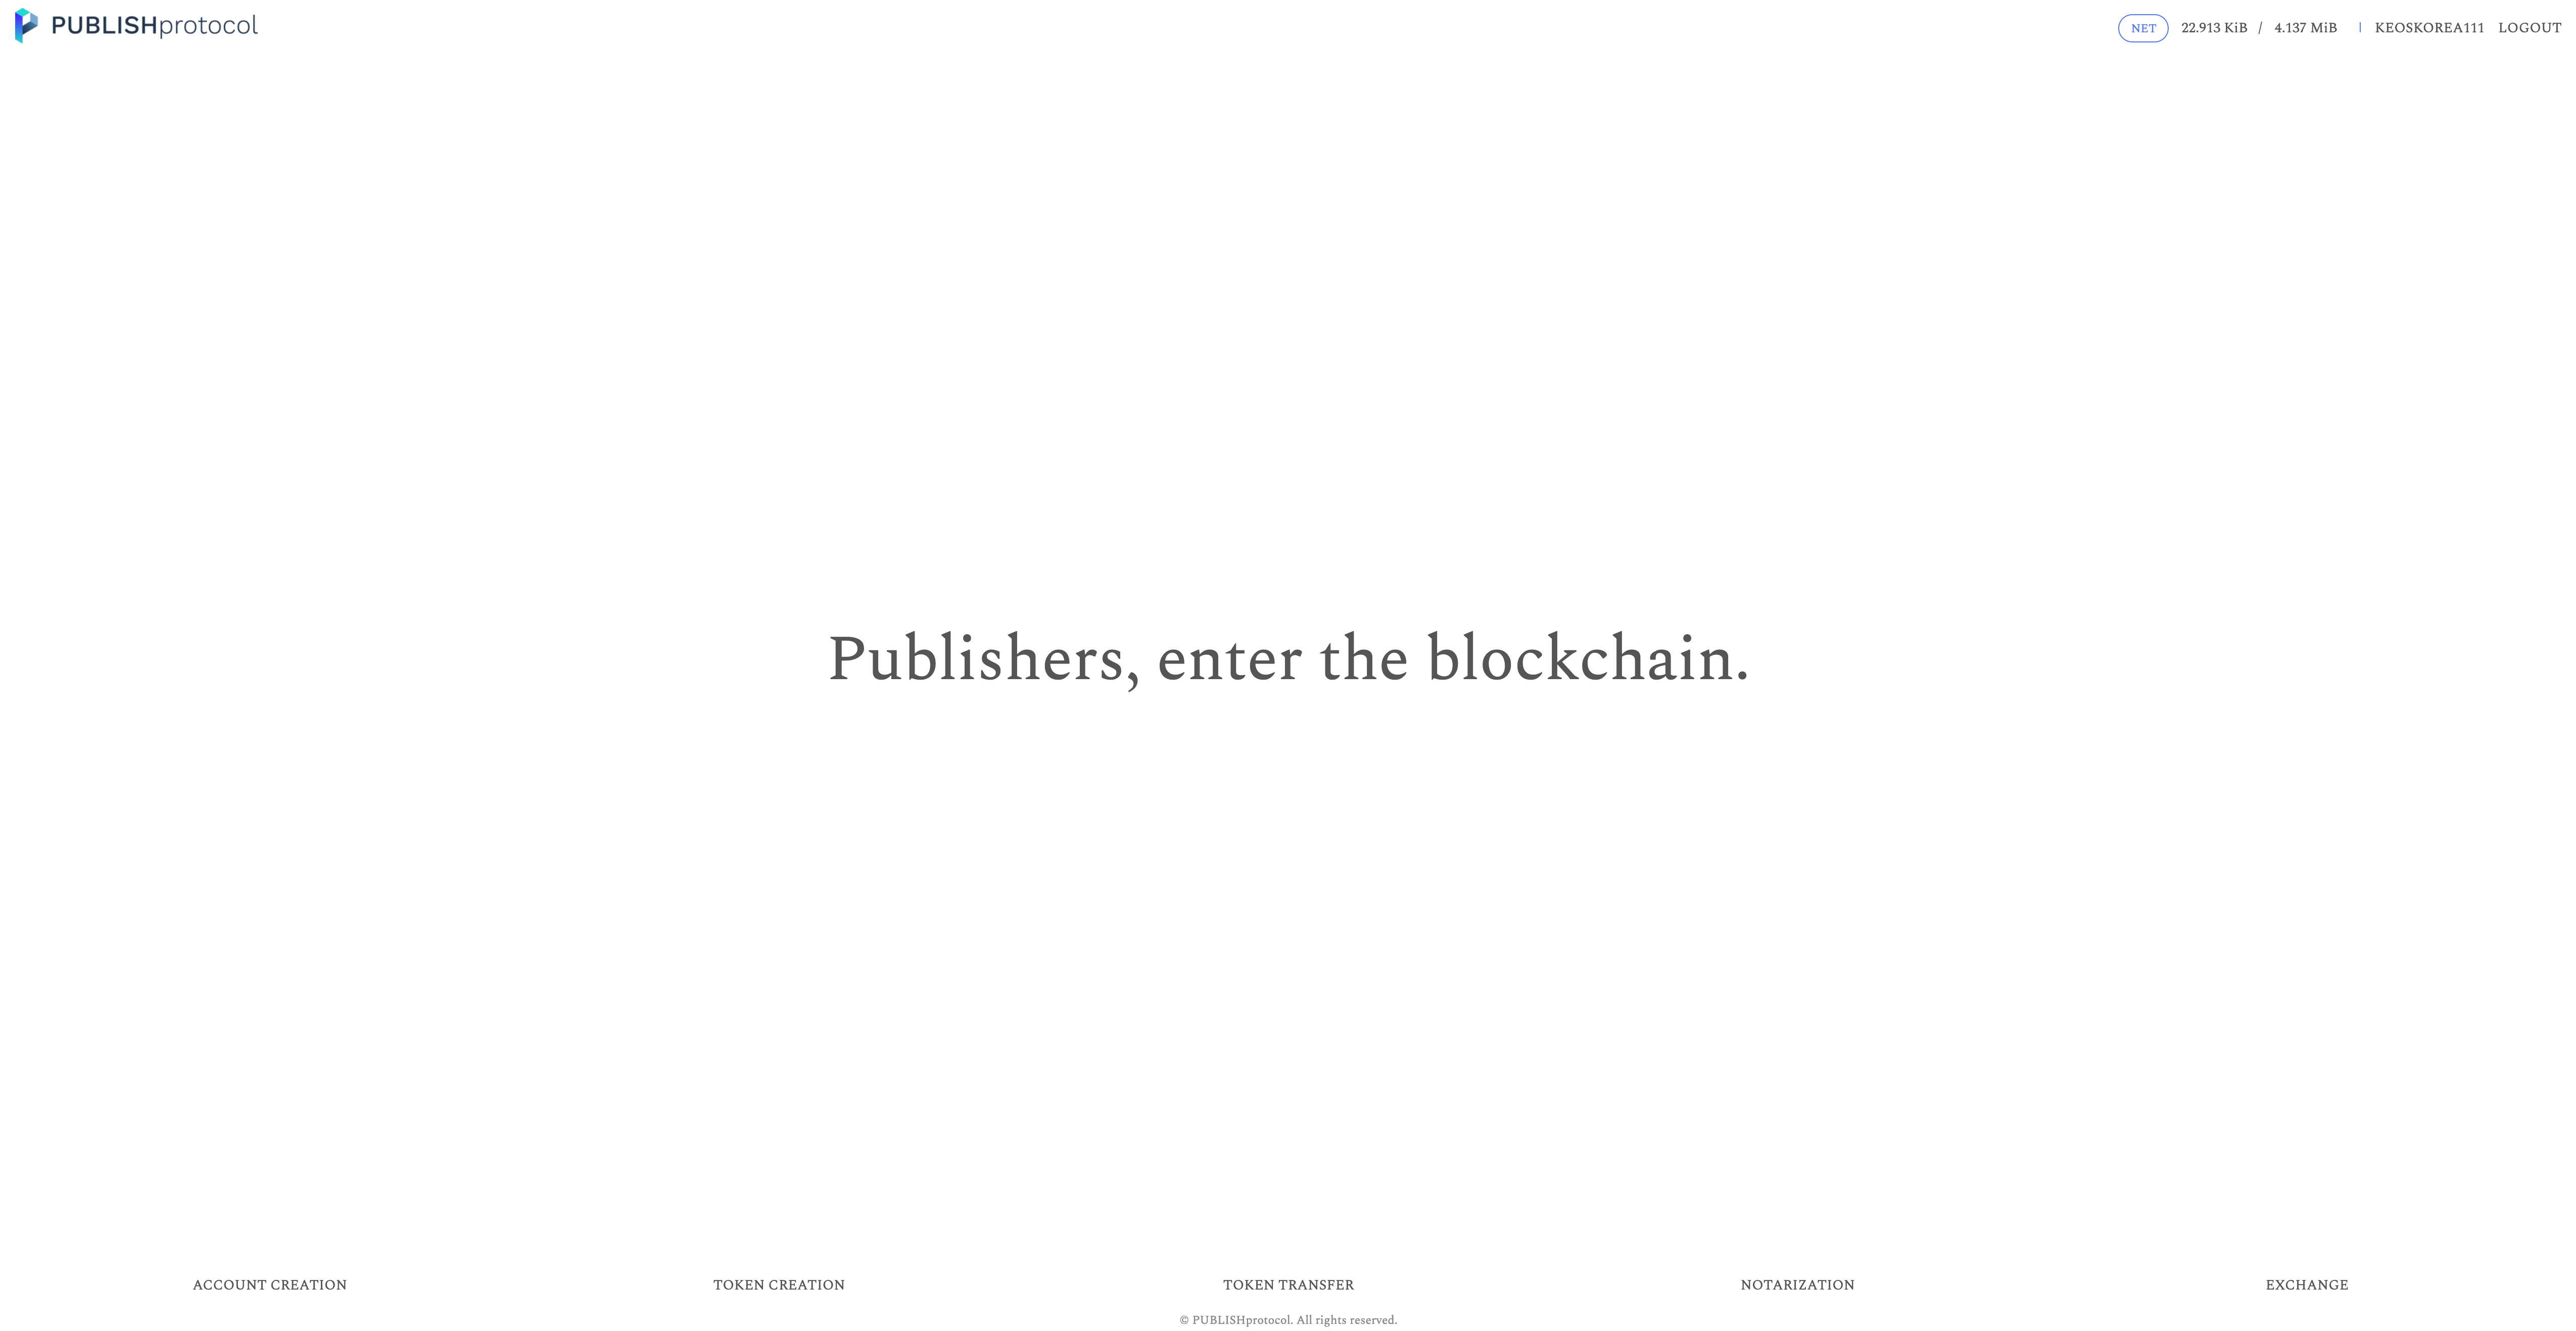 PUBLISHprotocol
NET 22.913 KiB / 4.137 MiB | KEOSKOREA111 LOGOUT
Publishers, enter the blockchain.
ACCOUNT CREATION TOKEN CREATION TOKEN TRANSFER NOTARIZATION EXCHANGE
© PUBLISHprotocol. All rights reserved.